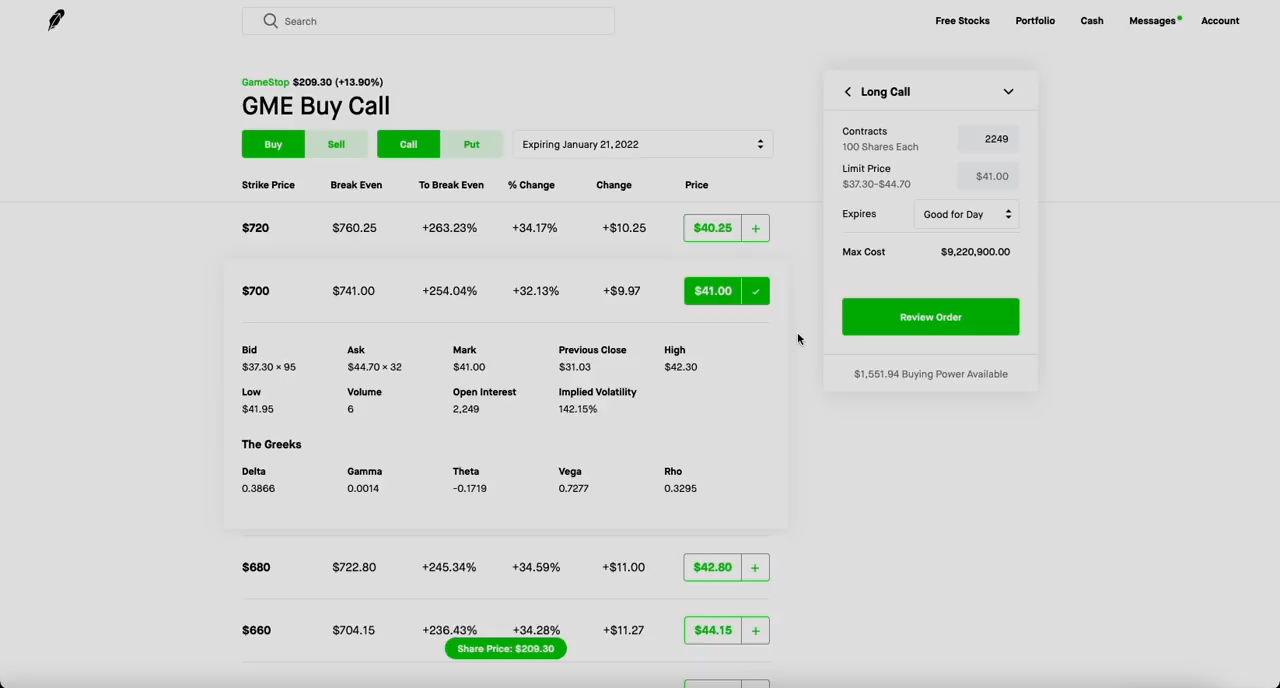 Search
Free Stocks Portfolio Cash Messages Account
GameStop $209.30 (+13.90%)
GME Buy Call
Buy Sell Call Put Expiring January 21, 2022
Strike Price Break Even To Break Even % Change Change Price
$720 $760.25 +263.23% +34.17% +$10.25 $40.25 +
$700 $741.00 +254.04% +32.13% +$9.97 $41.00
Bid Ask Mark Previous Close High
$37.30 × 95 $44.70 × 32 $41.00 $31.03 $42.30
Low Volume Open Interest Implied Volatility
$41.95 6 2,249 142.15%
The Greeks
Delta Gamma Theta Vega Rho
0.3866 0.0014 -0.1719 0.7277 0.3295
$680 $722.80 +245.34% +34.59% +$11.00 $42.80 +
$660 $704.15 +236.43% +34.28% +$11.27 $44.15 +
Share Price: $209.30
Long Call
Contracts 2249
100 Shares Each
Limit Price $41.00
$37.30–$44.70
Expires Good for Day
Max Cost $9,220,900.00
Review Order
$1,551.94 Buying Power Available